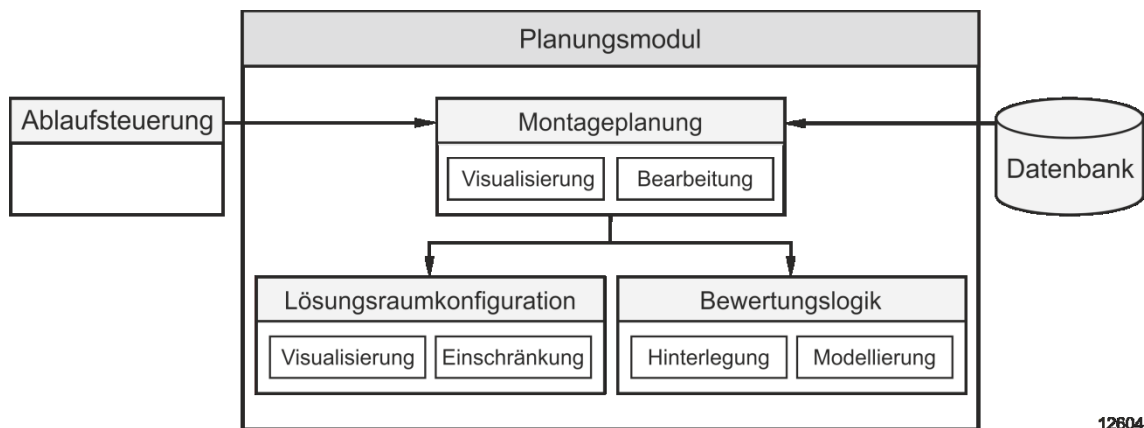 Planungsmodul
Ablaufsteuerung
Montageplanung
Visualisierung
Bearbeitung
Datenbank
Lösungsraumkonfiguration
Visualisierung
Einschränkung
Bewertungslogik
Hinterlegung
Modellierung
12604